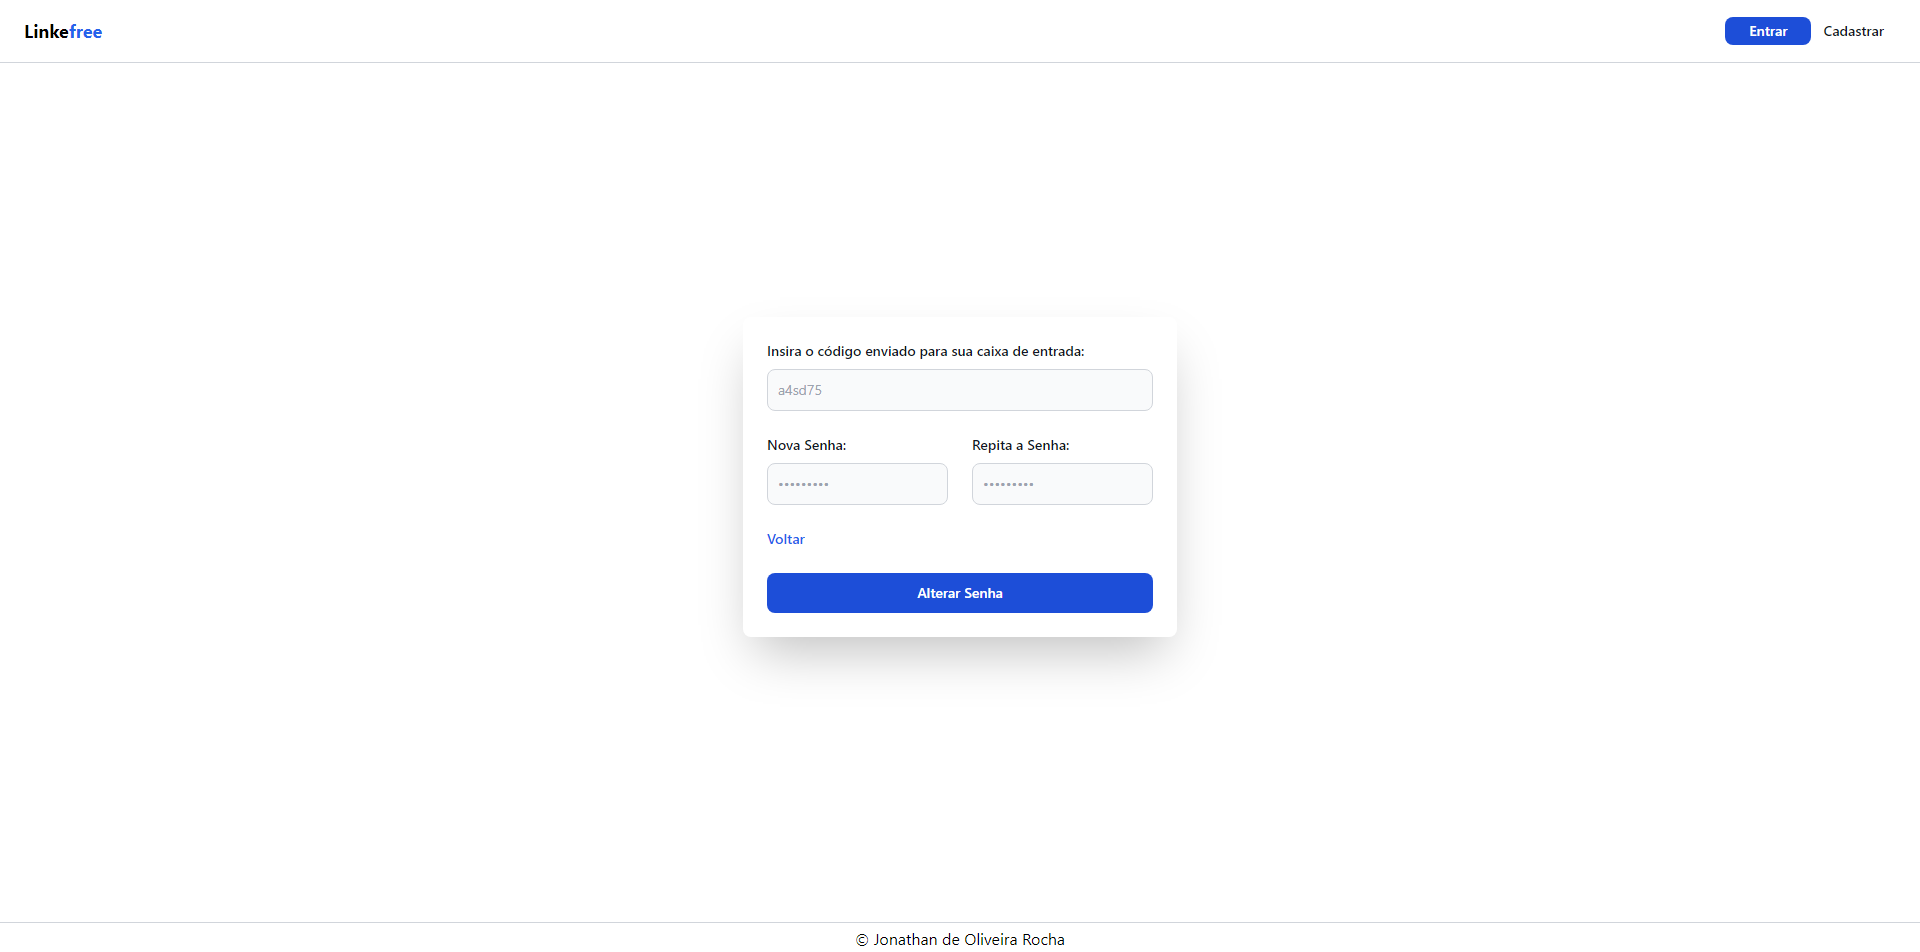 Linkefree
Entrar Cadastrar
Insira o código enviado para sua caixa de entrada:
a4sd75
Nova Senha: Repita a Senha:
••••••••• •••••••••
Voltar
Alterar Senha
© Jonathan de Oliveira Rocha